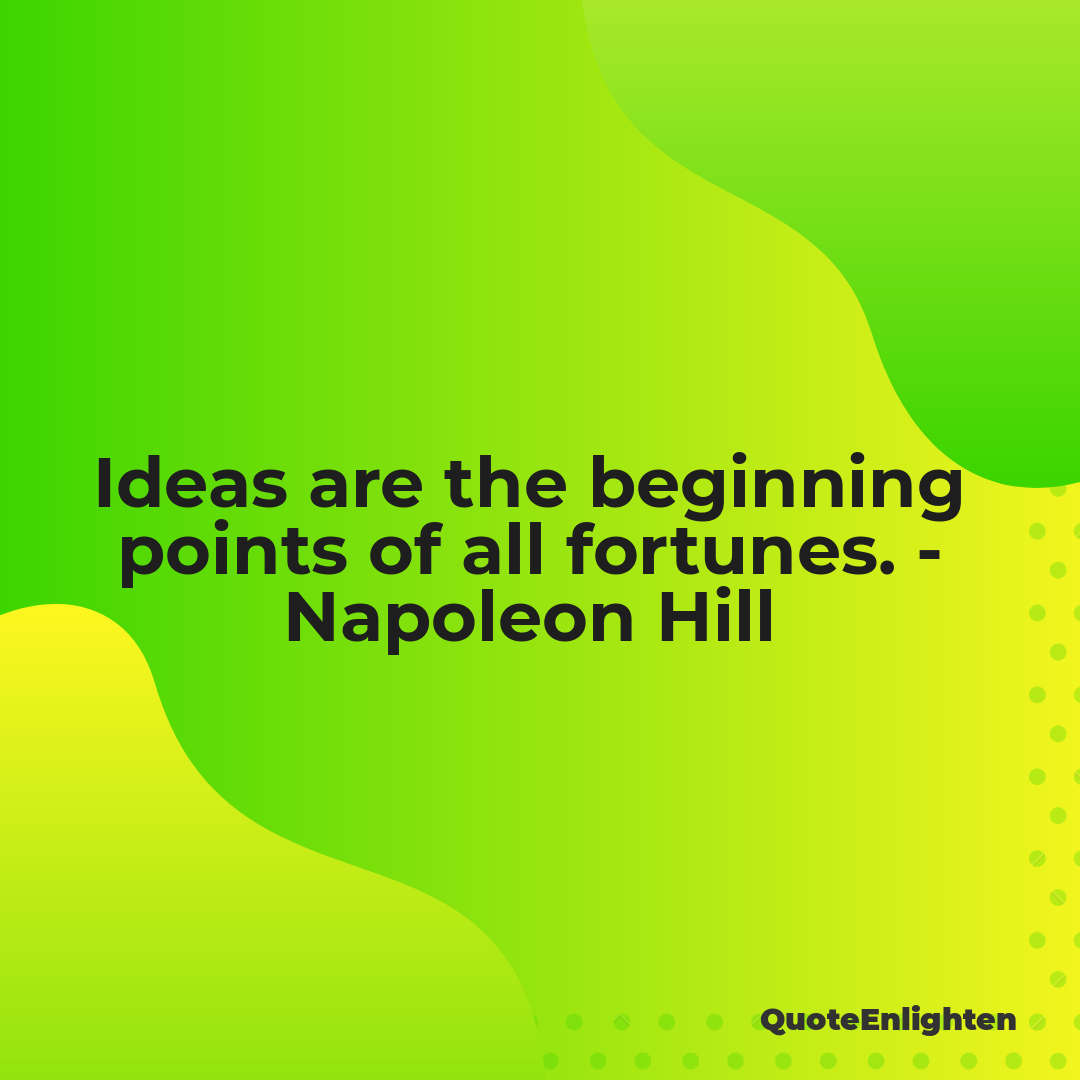 Ideas are the beginning
points of all fortunes. -
Napoleon Hill
QuoteEnlighten